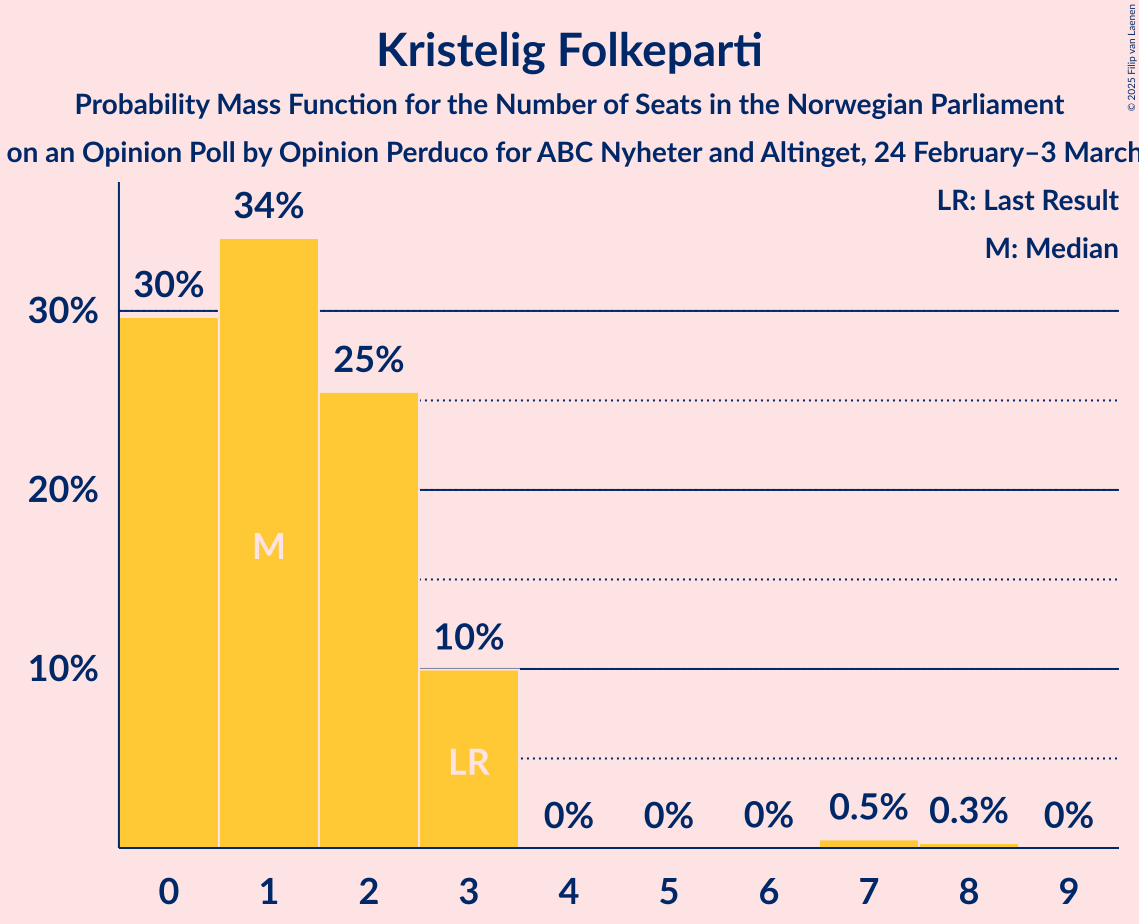 Kristelig Folkeparti
Probability Mass Function for the Number of Seats in the Norwegian Parliament
on an Opinion Poll by Opinion Perduco for ABC Nyheter and Altinget, 24 February–3 March
© 2025 Filip van Laenen
LR: Last Result
M: Median
34%
30%
30%
25%
20%
M
10%
10%
LR
0%
0%
0%
0.5%
0.3%
0%
0
1
2
3
4
5
6
7
8
9